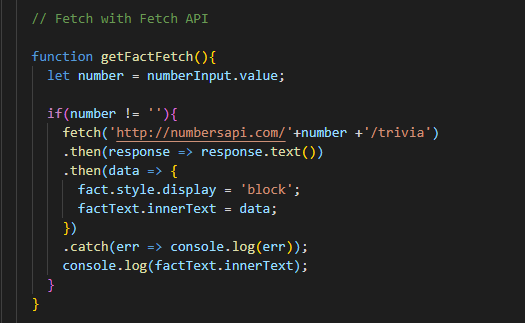 // Fetch with Fetch API
function getFactFetch(){
let number = numberInput.value;
if(number != ''){
fetch('http://numbersapi.com/'+number +'/trivia')
.then(response => response.text())
.then(data => {
fact.style.display = 'block';
factText.innerText = data;
})
.catch(err => console.log(err));
console.log(factText.innerText);
}
}